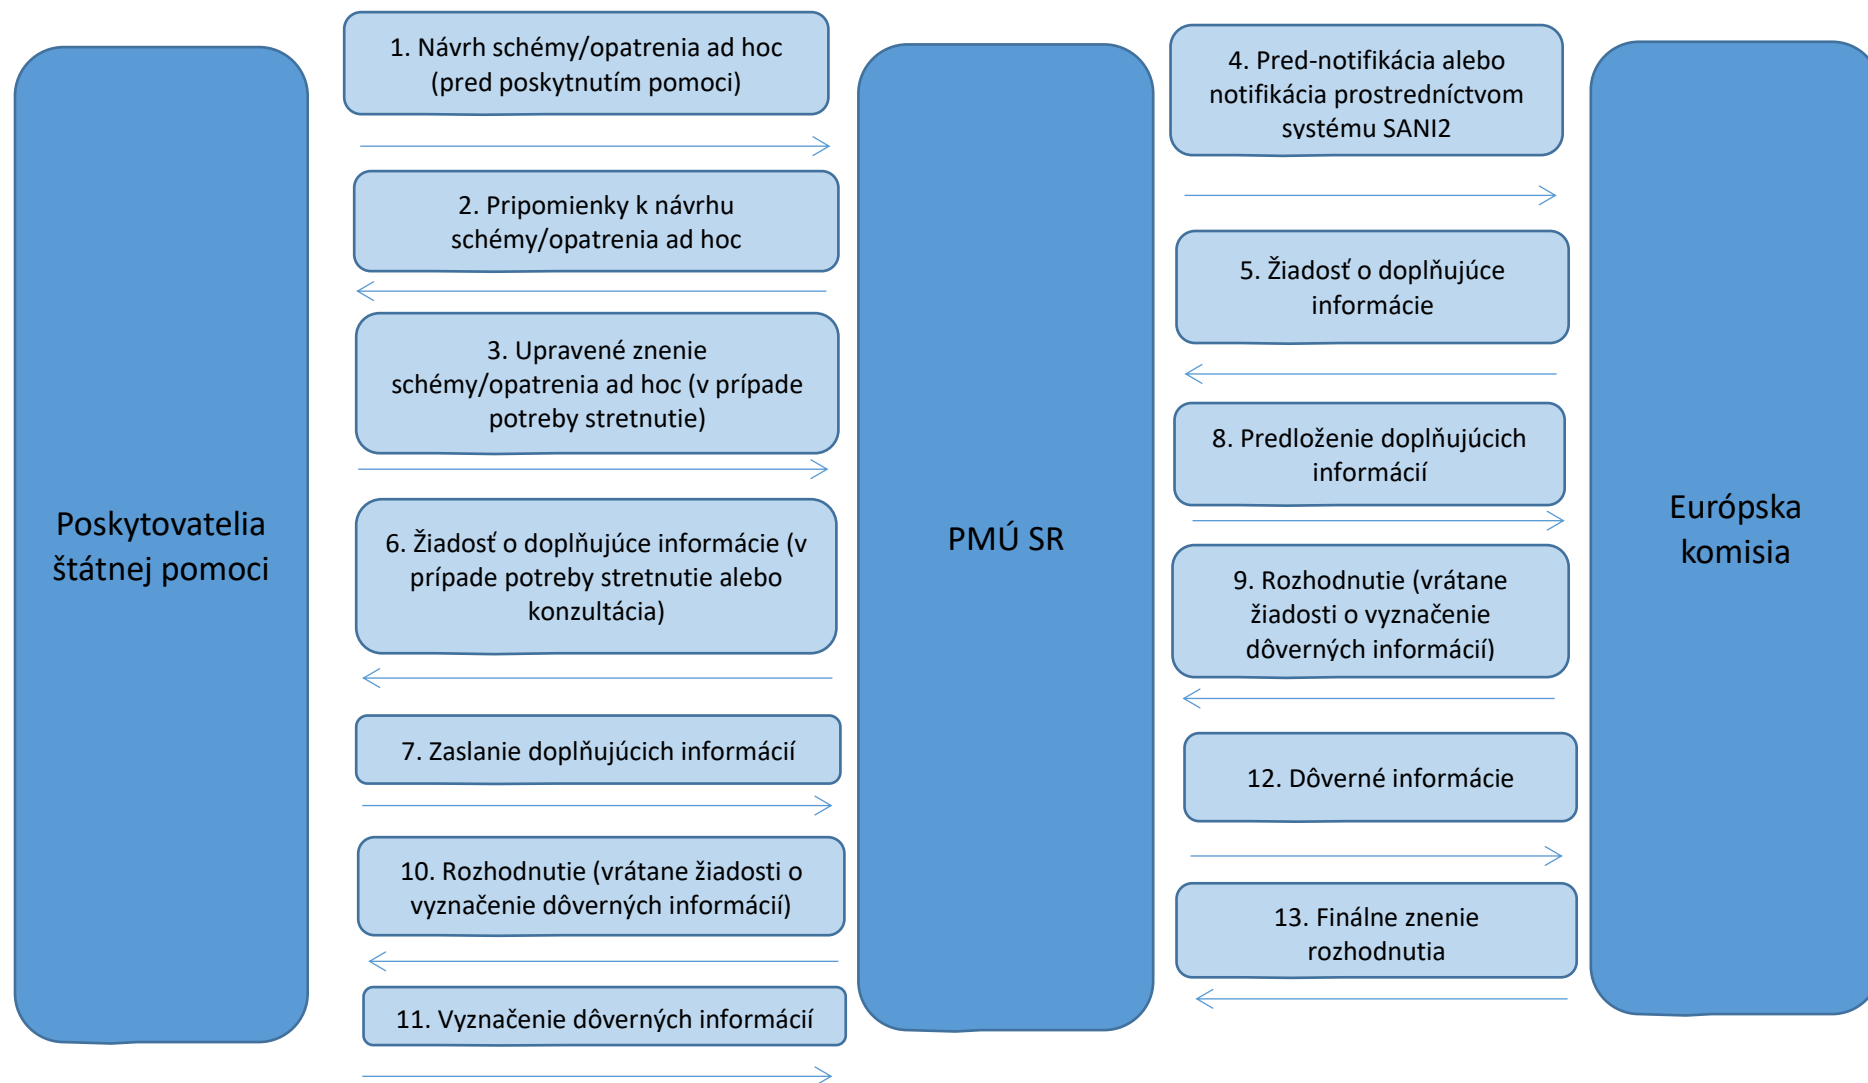 Poskytovatelia
štátnej pomoci
1. Návrh schémy/opatrenia ad hoc
(pred poskytnutím pomoci)
2. Pripomienky k návrhu
schémy/opatrenia ad hoc
3. Upravené znenie
schémy/opatrenia ad hoc (v prípade
potreby stretnutie)
6. Žiadosť o doplňujúce informácie (v
prípade potreby stretnutie alebo
konzultácia)
7. Zaslanie doplňujúcich informácií
10. Rozhodnutie (vrátane žiadosti o
vyznačenie dôverných informácií)
11. Vyznačenie dôverných informácií
PMÚ SR
4. Pred-notifikácia alebo
notifikácia prostredníctvom
systému SANI2
5. Žiadosť o doplňujúce
informácie
8. Predloženie doplňujúcich
informácií
9. Rozhodnutie (vrátane
žiadosti o vyznačenie
dôverných informácií)
12. Dôverné informácie
13. Finálne znenie
rozhodnutia
Európska
komisia